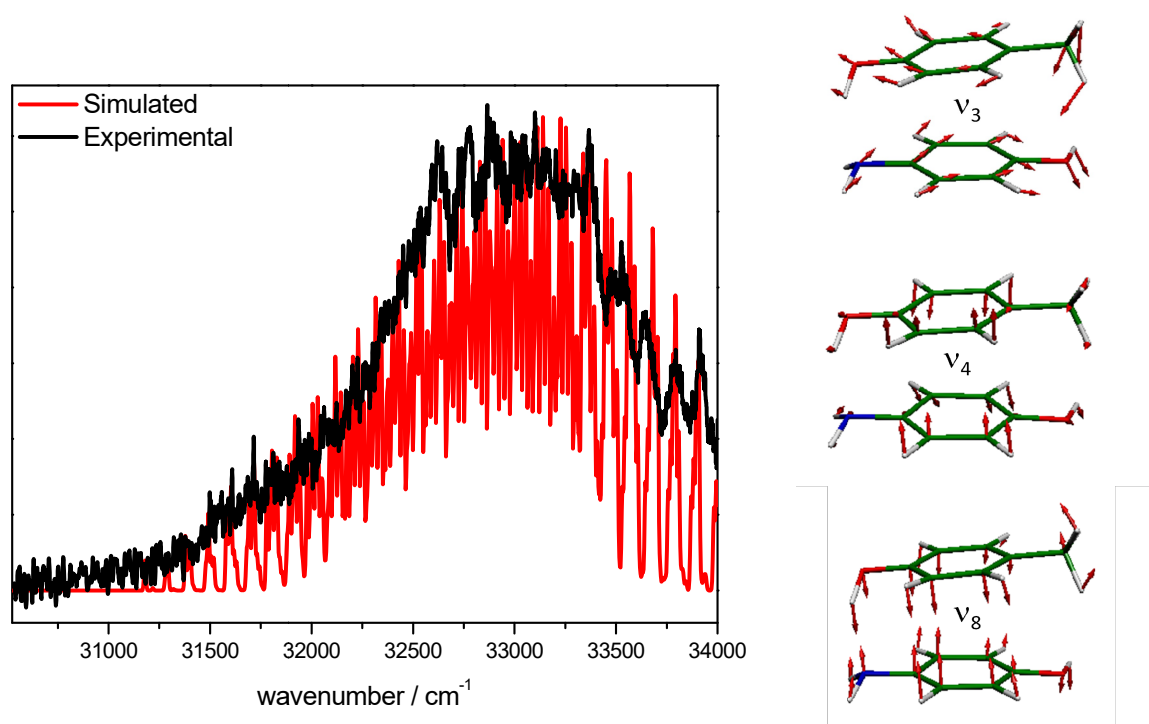 Simulated
Experimental
31000 31500 32000 32500 33000 33500 34000
wavenumber / cm⁻¹
ν₃
ν₄
ν₈